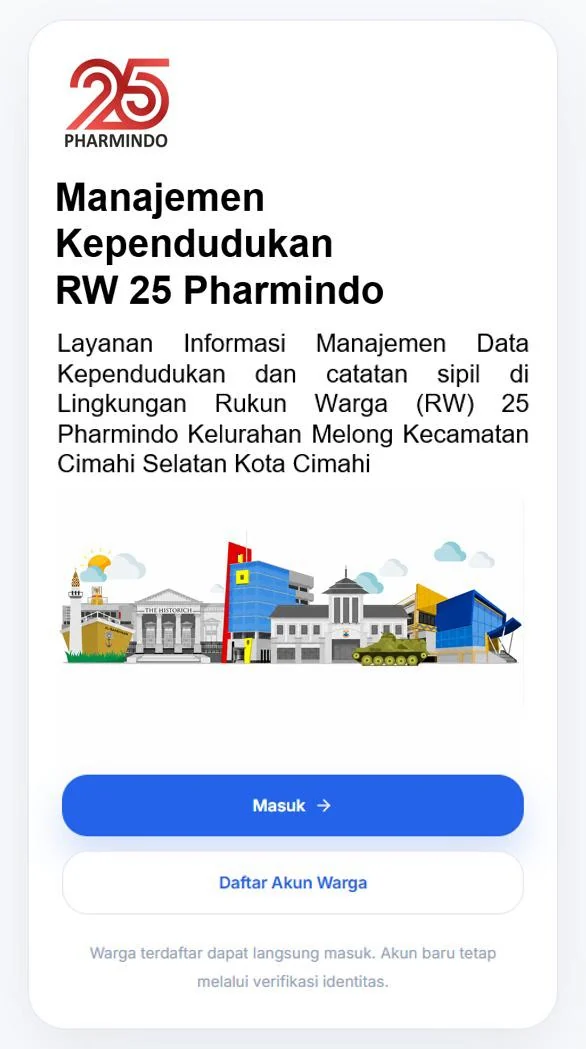 25
PHARMINDO
Manajemen
Kependudukan
RW 25 Pharmindo
Layanan Informasi Manajemen Data
Kependudukan dan catatan sipil di
Lingkungan Rukun Warga (RW) 25
Pharmindo Kelurahan Melong Kecamatan
Cimahi Selatan Kota Cimahi
THE HISTORICH
Masuk →
Daftar Akun Warga
Warga terdaftar dapat langsung masuk. Akun baru tetap
melalui verifikasi identitas.